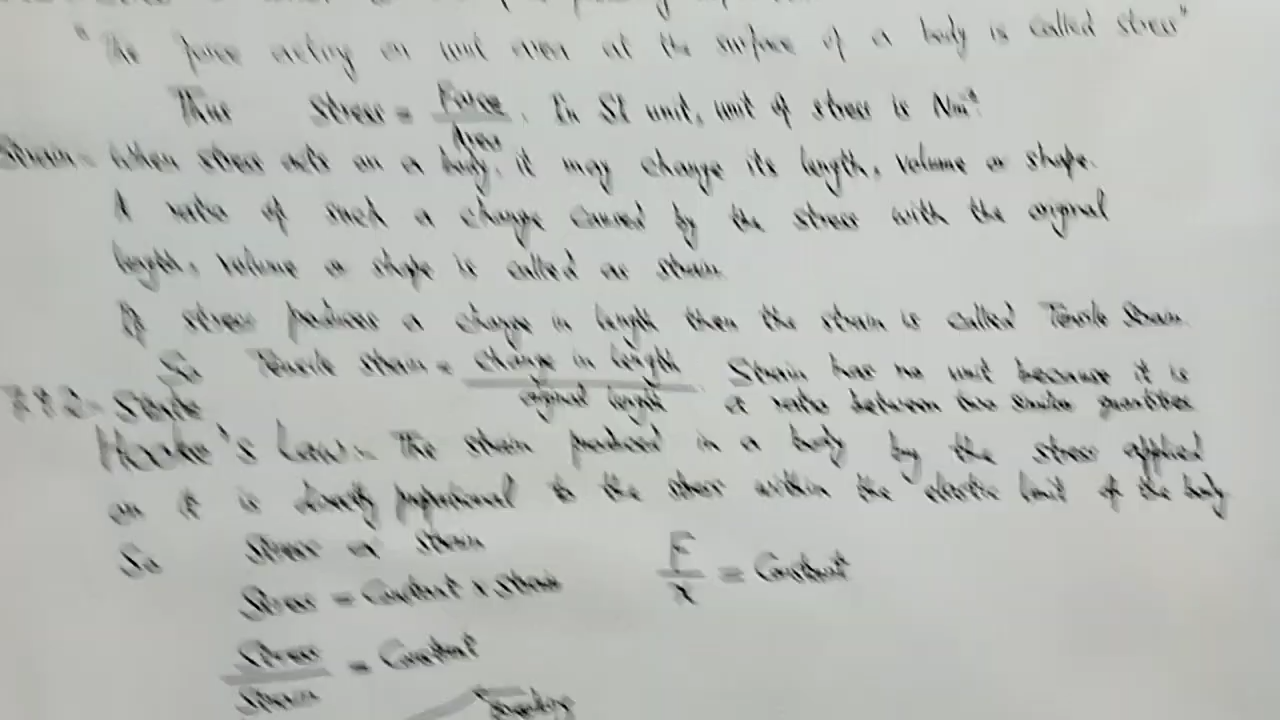 "The force acting on unit area at the surface of a body is called stress"
Thus Stress = Force / Area . In SI unit, unit of stress is Nm⁻²
Strain:- When stress acts on a body, it may change its length, volume or shape.
A ratio of such a change caused by the stress with the original
length, volume or shape is called as strain.
If stress produces a change in length then the strain is called Tensile Strain.
So Tensile strain = change in length / original length . Strain has no unit because it is
a ratio between two similar quantities
Hooke's Law:- The strain produced in a body by the stress applied
on it is directly proportional to the stress within the elastic limit of the body
So Stress ∝ strain
F / x = Constant
Stress = Constant x Strain
Stress / Strain = Constant